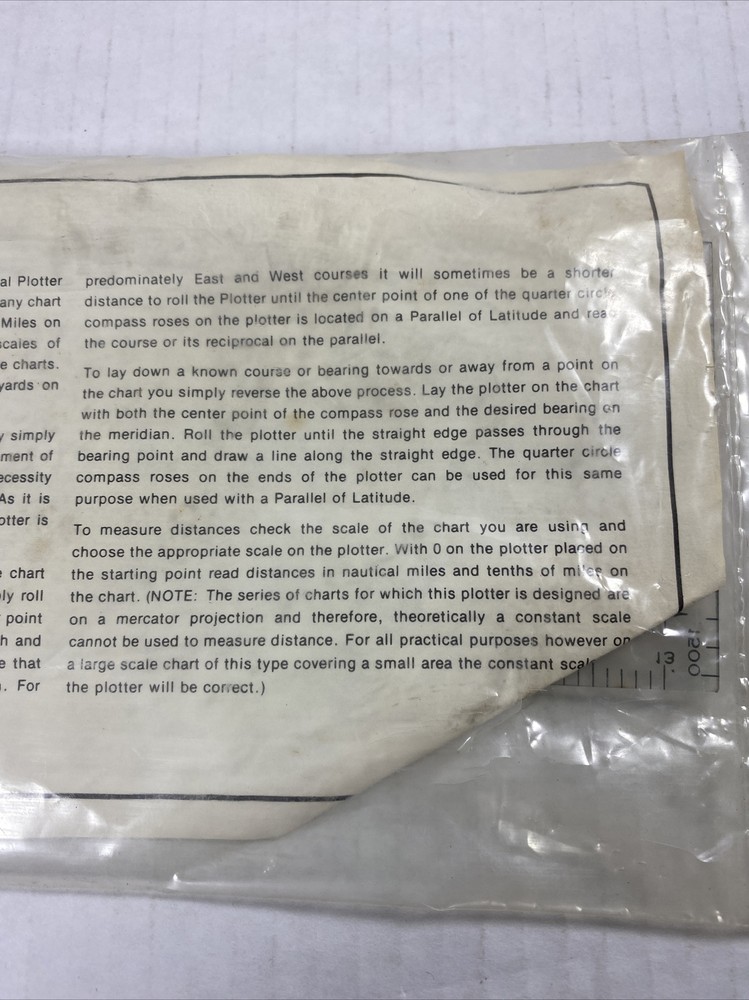 al Plotter
any chart
Miles on
scales of
e charts.
yards on
simply
ment of
ecessity
As it is
otter is
e chart
ly roll
point
h and
e that
. For
predominately East and West courses it will sometimes be a shorter
distance to roll the Plotter until the center point of one of the quarter circle
compass roses on the plotter is located on a Parallel of Latitude and read
the course or its reciprocal on the parallel.
To lay down a known course or bearing towards or away from a point on
the chart you simply reverse the above process. Lay the plotter on the chart
with both the center point of the compass rose and the desired bearing on
the meridian. Roll the plotter until the straight edge passes through the
bearing point and draw a line along the straight edge. The quarter circle
compass roses on the ends of the plotter can be used for this same
purpose when used with a Parallel of Latitude.
To measure distances check the scale of the chart you are using and
choose the appropriate scale on the plotter. With 0 on the plotter placed on
the starting point read distances in nautical miles and tenths of miles on
the chart. (NOTE: The series of charts for which this plotter is designed are
on a mercator projection and therefore, theoretically a constant scale
cannot be used to measure distance. For all practical purposes however on
a large scale chart of this type covering a small area the constant scal
the plotter will be correct.)
13
1500